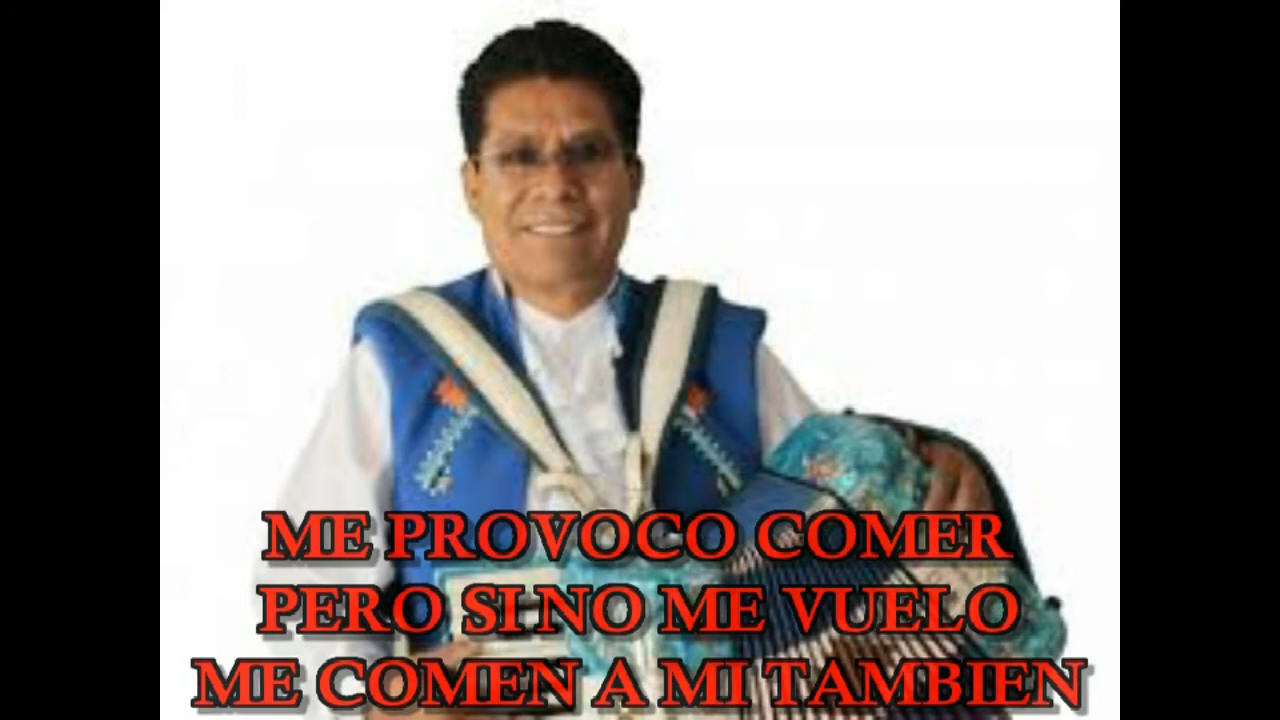 ME PROVOCO COMER
PERO SI NO ME VUELO
ME COMEN A MI TAMBIEN